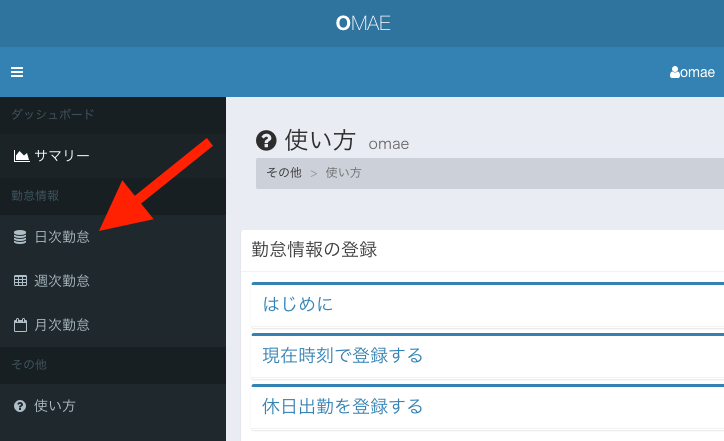 OMAE
omae
ダッシュボード
サマリー
勤怠情報
日次勤怠
週次勤怠
月次勤怠
その他
使い方
使い方 omae
その他 > 使い方
勤怠情報の登録
はじめに
現在時刻で登録する
休日出勤を登録する